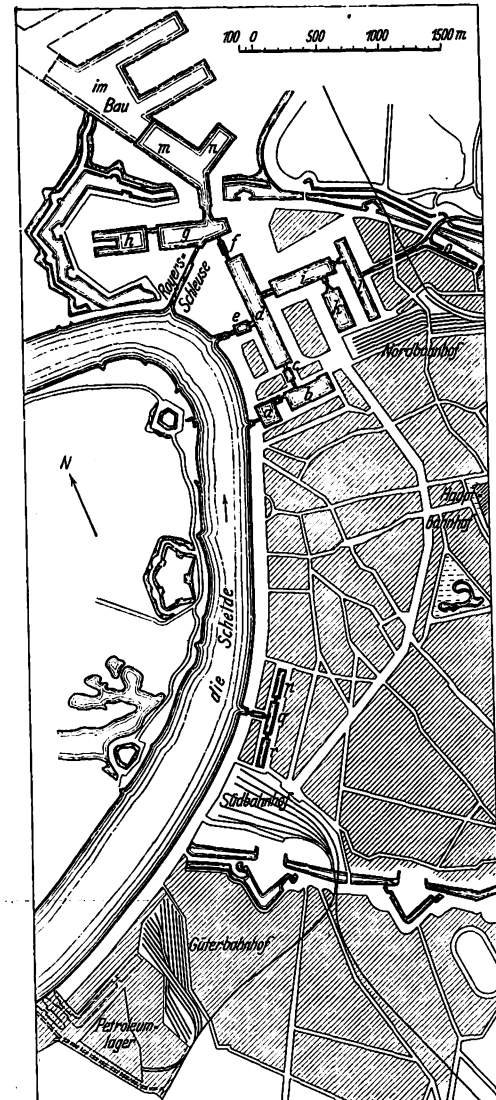 100 0 500 1000 1500 m.
im
Bau
m
n
h
g
f
Royers-
Schleuse
e
d
Nordbahnhof
b
N
Haupt-
bahnhof
die Schelde
q
r
Südbahnhof
Güterbahnhof
Petroleum-
lager